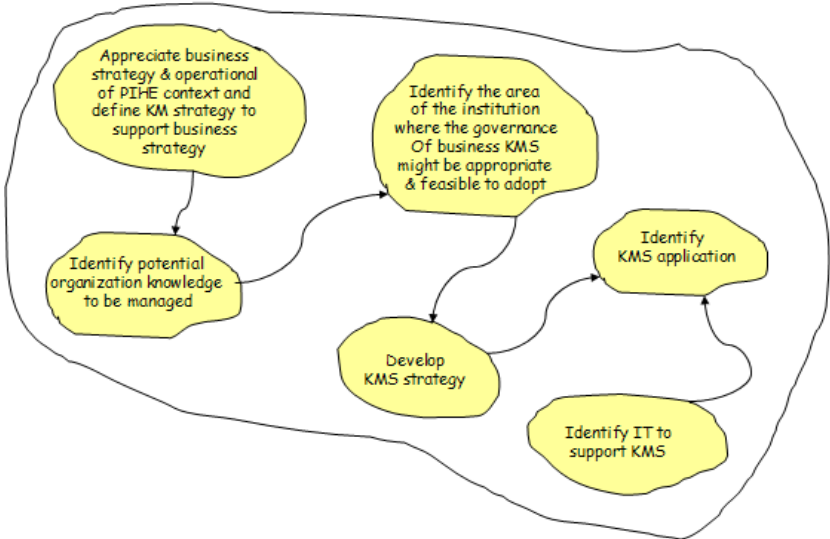 Appreciate business
strategy & operational
of PIHE context and
define KM strategy to
support business
strategy
Identify the area
of the institution
where the governance
Of business KMS
might be appropriate
& feasible to adopt
Identify potential
organization knowledge
to be managed
Identify
KMS application
Develop
KMS strategy
Identify IT to
support KMS